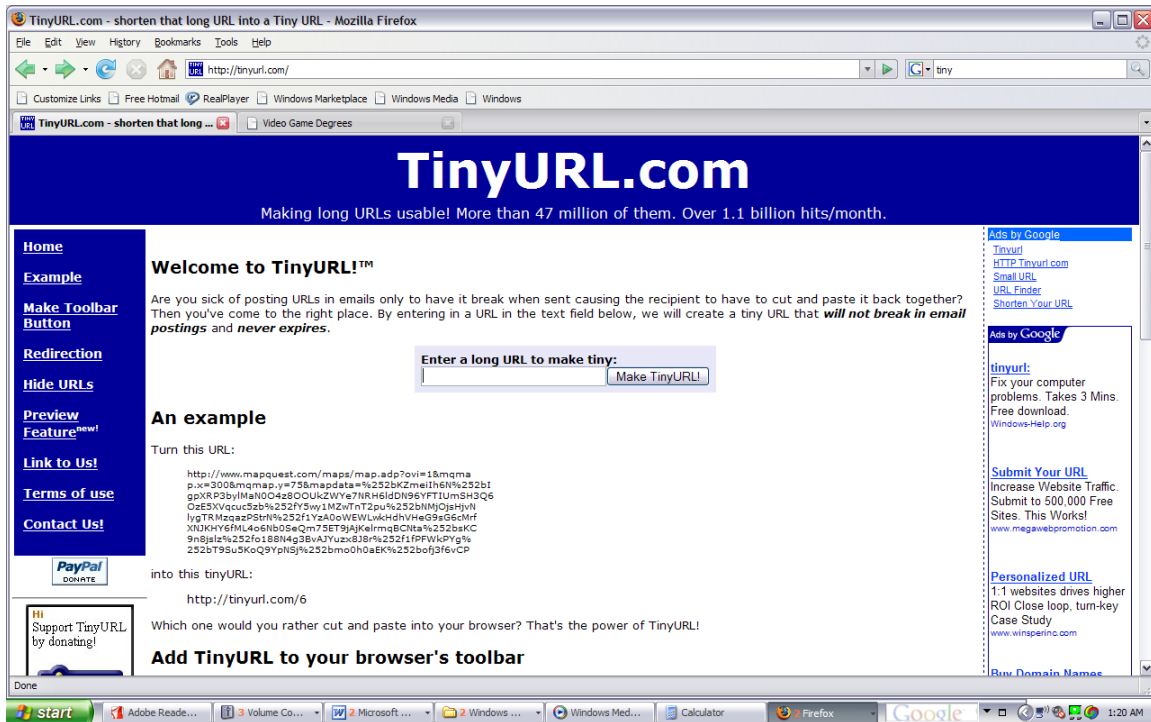 TinyURL.com - shorten that long URL into a Tiny URL - Mozilla Firefox
File Edit View History Bookmarks Tools Help
http://tinyurl.com/
tiny
Customize Links Free Hotmail RealPlayer Windows Marketplace Windows Media Windows
TinyURL.com - shorten that long ... Video Game Degrees
TinyURL.com
Making long URLs usable! More than 47 million of them. Over 1.1 billion hits/month.
Home
Example
Make Toolbar
Button
Redirection
Hide URLs
Preview
Feature new!
Link to Us!
Terms of use
Contact Us!
PayPal
DONATE
Hi
Support TinyURL
by donating!
Welcome to TinyURL!™
Are you sick of posting URLs in emails only to have it break when sent causing the recipient to have to cut and paste it back together?
Then you've come to the right place. By entering in a URL in the text field below, we will create a tiny URL that will not break in email
postings and never expires.
Enter a long URL to make tiny:
Make TinyURL!
An example
Turn this URL:
http://www.mapquest.com/maps/map.adp?ovi=1&mqma
p.x=300&mqmap.y=75&mapdata=%252bKZmeiIh6N%252bI
gpXRP3bylMaN0O4z8OOUkZWYe7NRH6ldDN96YFTIUmSH3Q6
OzE5XVqcuc5zb%252fY5wy1MZwTnT2pu%252bNMjOjsHjvN
lygTRMzqazPStrN%252f1YzA0oWEWLwkHdhVHeG9sG6cMrf
XNJKHY6fML4o6Nb0SeQm75ET9jAjKelrmqBCNta%252bsKC
9n8jslz%252fo188N4g3BvAJYuzx8J8r%252f1fPFWkPYg%
252bT9Su5KoQ9YpNSj%252bmo0h0aEK%252bofj3f6vCP
into this tinyURL:
http://tinyurl.com/6
Which one would you rather cut and paste into your browser? That's the power of TinyURL!
Add TinyURL to your browser's toolbar
Ads by Google
Tinyurl
HTTP Tinyurl com
Small URL
URL Finder
Shorten Your URL
Ads by Google
tinyurl:
Fix your computer
problems. Takes 3 Mins.
Free download.
Windows-Help.org
Submit Your URL
Increase Website Traffic.
Submit to 500,000 Free
Sites. This Works!
www.megawebpromotion.com
Personalized URL
1:1 websites drives higher
ROI Close loop, turn-key
Case Study
www.winsperinc.com
Buy Domain Names
Done
start Adobe Reade... 3 Volume Co... 2 Microsoft ... 2 Windows ... Windows Med... Calculator 2 Firefox Google 1:20 AM